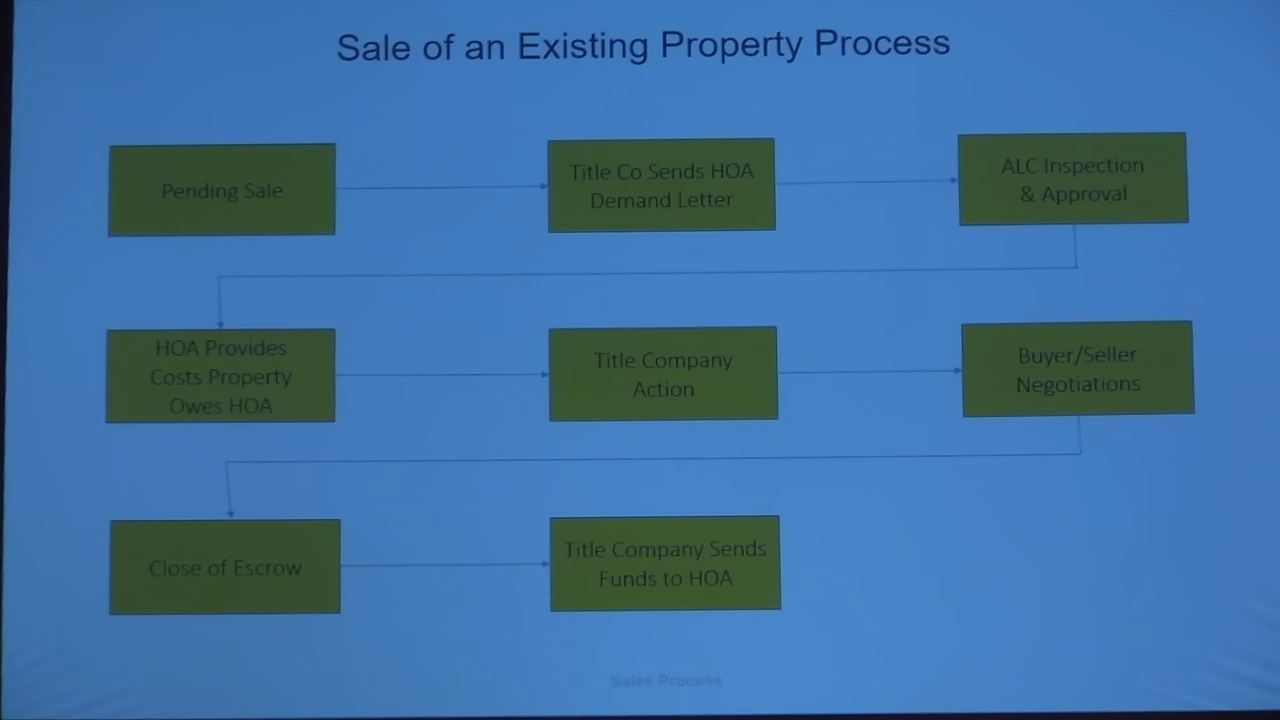 Sale of an Existing Property Process
Pending Sale
Title Co Sends HOA
Demand Letter
ALC Inspection
& Approval
HOA Provides
Costs Property
Owes HOA
Title Company
Action
Buyer/Seller
Negotiations
Close of Escrow
Title Company Sends
Funds to HOA
Sales Process